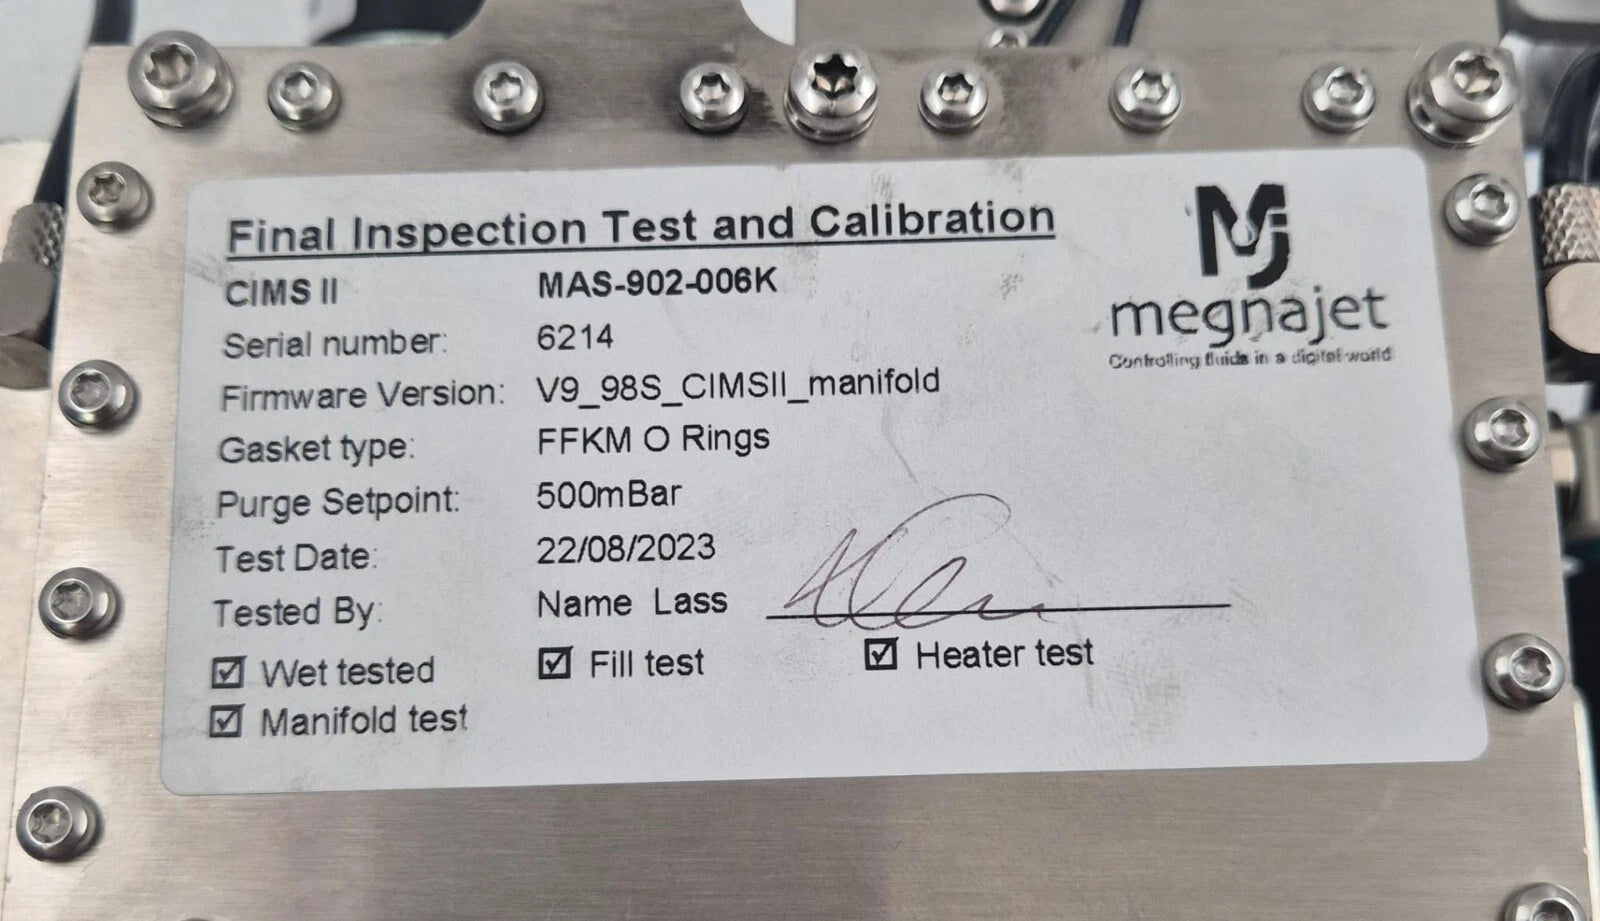 Final Inspection Test and Calibration
CIMS II MAS-902-006K
Serial number: 6214
Firmware Version: V9_98S_CIMSII_manifold
Gasket type: FFKM O Rings
Purge Setpoint: 500mBar
Test Date: 22/08/2023
Tested By: Name Lass
☑ Wet tested ☑ Fill test ☑ Heater test
☑ Manifold test
Mj
megnajet
Controlling fluids in a digital world